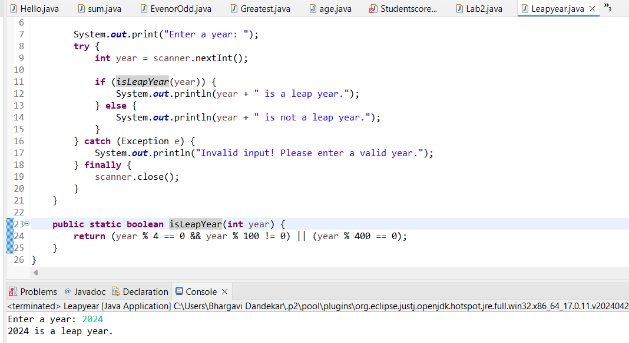 Hello.java sum.java EvenorOdd.java Greatest.java age.java Studentscore... Lab2.java Leapyear.java
6
7 System.out.print("Enter a year: ");
8 try {
9 int year = scanner.nextInt();
10
11 if (isLeapYear(year)) {
12 System.out.println(year + " is a leap year.");
13 } else {
14 System.out.println(year + " is not a leap year.");
15 }
16 } catch (Exception e) {
17 System.out.println("Invalid input! Please enter a valid year.");
18 } finally {
19 scanner.close();
20 }
21 }
22
23 public static boolean isLeapYear(int year) {
24 return (year % 4 == 0 && year % 100 != 0) || (year % 400 == 0);
25 }
26 }
Problems Javadoc Declaration Console
<terminated> Leapyear [Java Application] C:\Users\Bhargavi Dandekar\.p2\pool\plugins\org.eclipse.justj.openjdk.hotspot.jre.full.win32.x86_64_17.0.11.v2024042
Enter a year: 2024
2024 is a leap year.